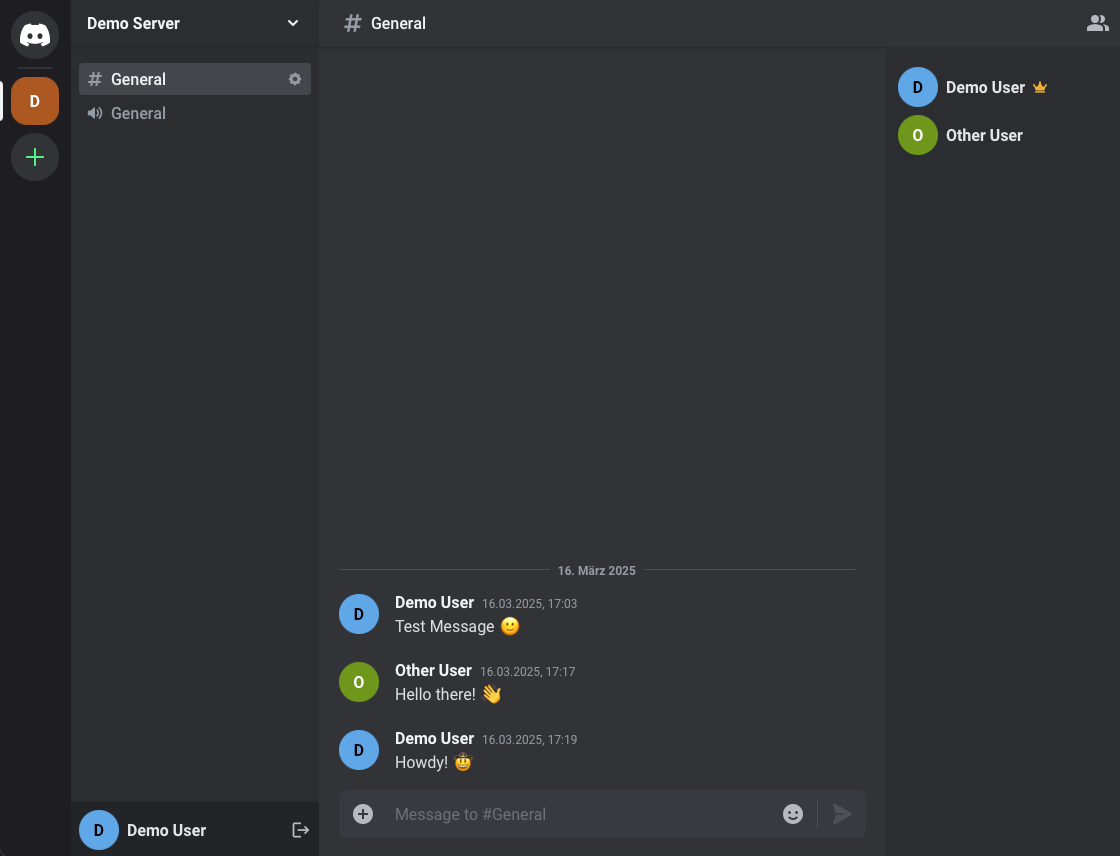 Demo Server
D
General
General
D Demo User
General
16. März 2025
D Demo User 16.03.2025, 17:03
Test Message 🙂
O Other User 16.03.2025, 17:17
Hello there! 👋
D Demo User 16.03.2025, 17:19
Howdy! 🤠
Message to #General
D Demo User
O Other User